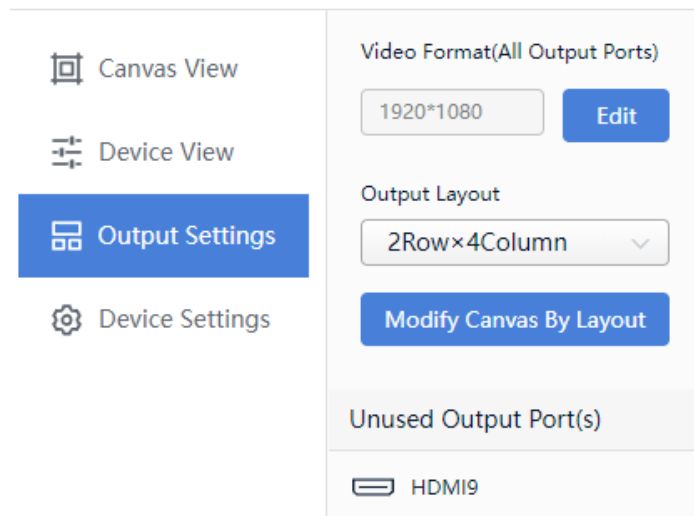 Canvas View
Device View
Output Settings
Device Settings
Video Format(All Output Ports)
1920*1080
Edit
Output Layout
2Row×4Column
Modify Canvas By Layout
Unused Output Port(s)
HDMI9